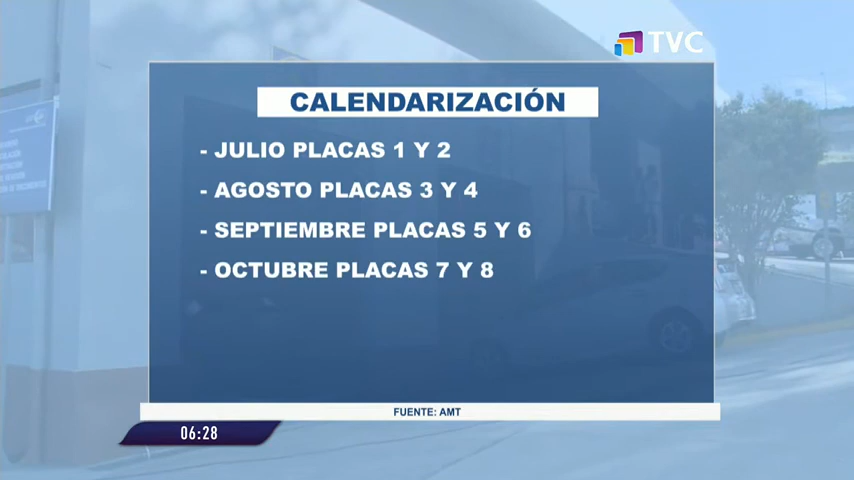 TVC
CALENDARIZACIÓN
- JULIO PLACAS 1 Y 2
- AGOSTO PLACAS 3 Y 4
- SEPTIEMBRE PLACAS 5 Y 6
- OCTUBRE PLACAS 7 Y 8
FUENTE: AMT
06:28